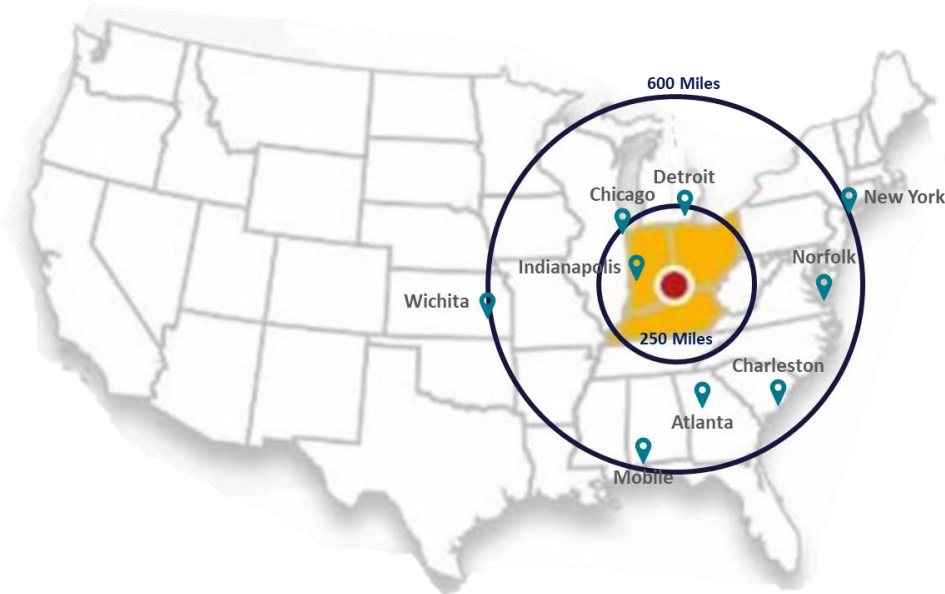 600 Miles
Detroit
Chicago
New York
Norfolk
Indianapolis
Wichita
250 Miles
Charleston
Atlanta
Mobile